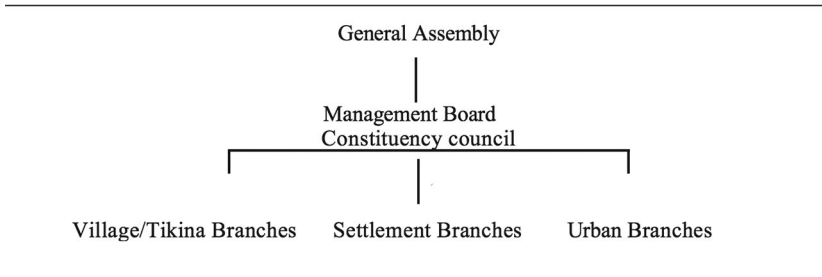 General Assembly
Management Board
Constituency council
Village/Tikina Branches Settlement Branches Urban Branches